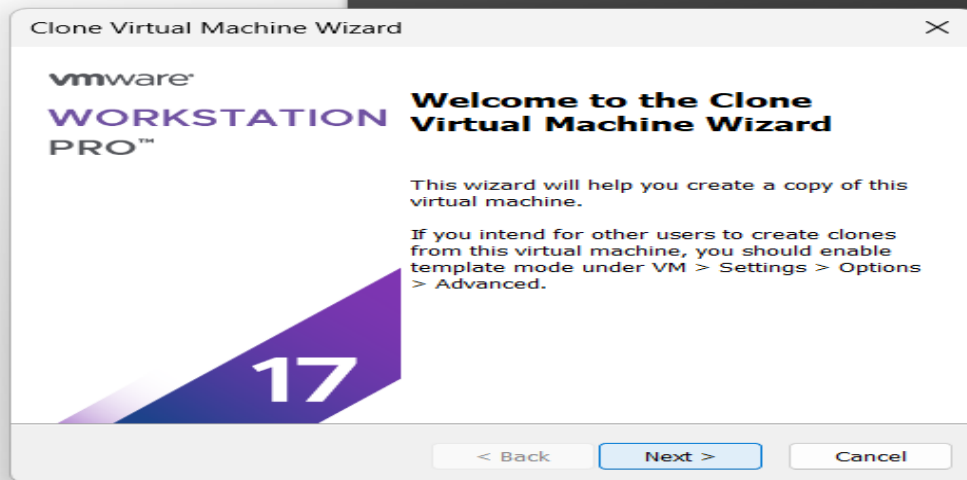 Clone Virtual Machine Wizard
vmware®
WORKSTATION
PRO™
Welcome to the Clone
Virtual Machine Wizard
This wizard will help you create a copy of this
virtual machine.
If you intend for other users to create clones
from this virtual machine, you should enable
template mode under VM > Settings > Options
> Advanced.
17
< Back
Next >
Cancel